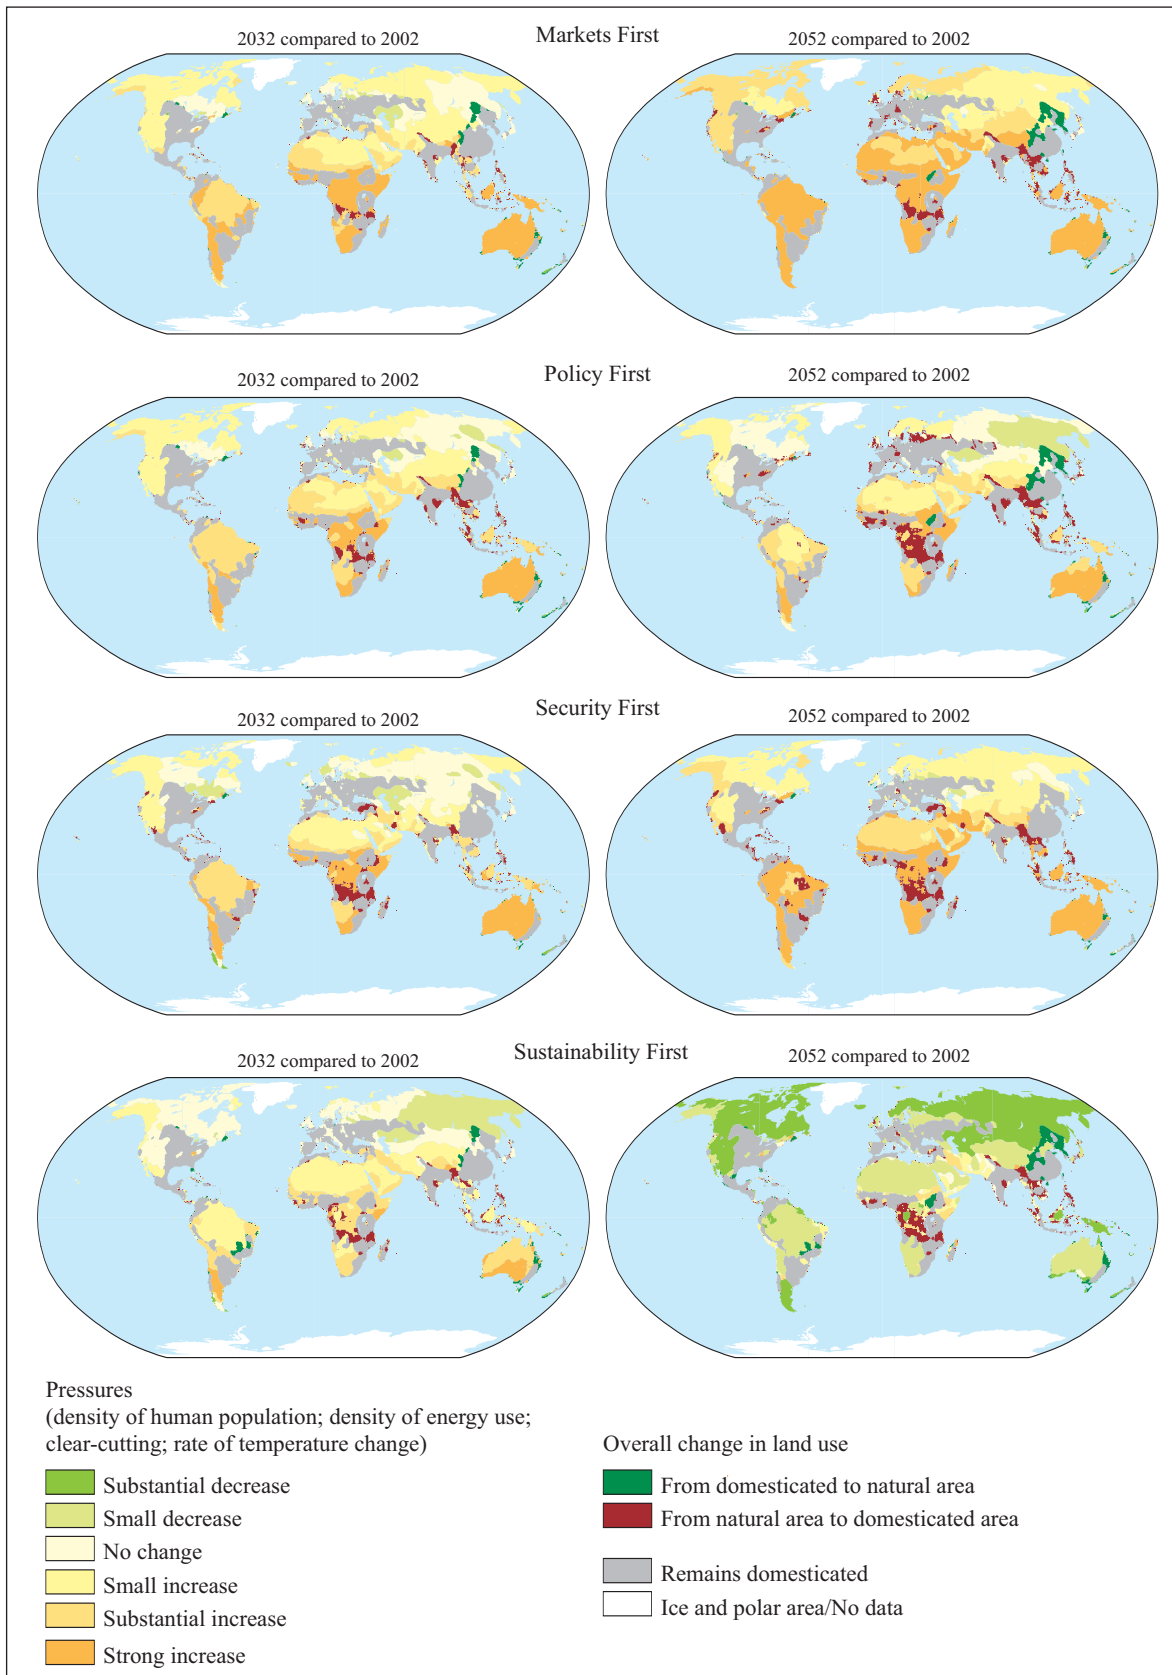 Markets First
2032 compared to 2002
2052 compared to 2002
Policy First
2032 compared to 2002
2052 compared to 2002
Security First
2032 compared to 2002
2052 compared to 2002
Sustainability First
2032 compared to 2002
2052 compared to 2002
Pressures
(density of human population; density of energy use;
clear-cutting; rate of temperature change)
Substantial decrease
Small decrease
No change
Small increase
Substantial increase
Strong increase
Overall change in land use
From domesticated to natural area
From natural area to domesticated area
Remains domesticated
Ice and polar area/No data